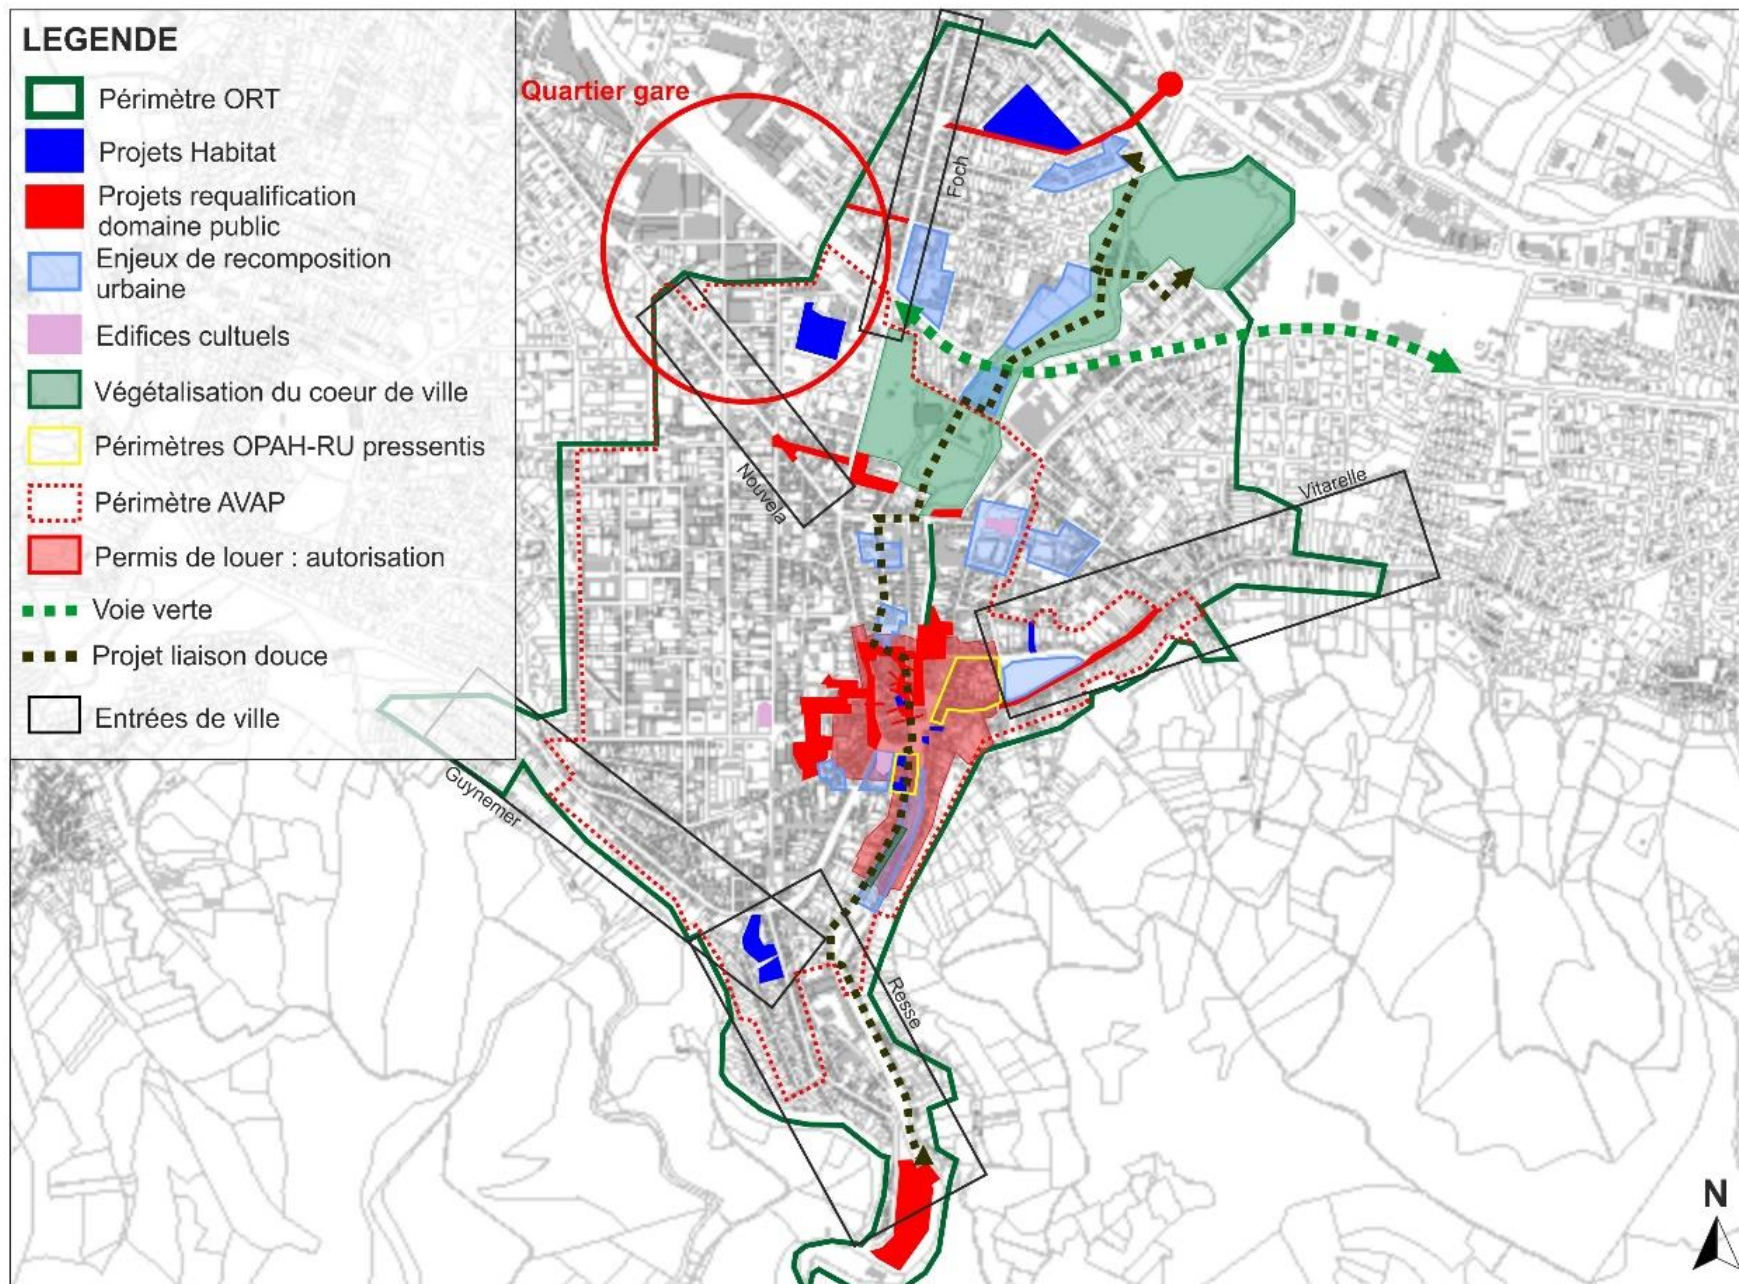 LEGENDE
Périmètre ORT
Projets Habitat
Projets requalification
domaine public
Enjeux de recomposition
urbaine
Edifices cultuels
Végétalisation du coeur de ville
Périmètres OPAH-RU pressentis
Périmètre AVAP
Permis de louer : autorisation
Voie verte
Projet liaison douce
Entrées de ville
Quartier gare
Foch
Nouvela
Vitarelle
Guynemer
Resse
N